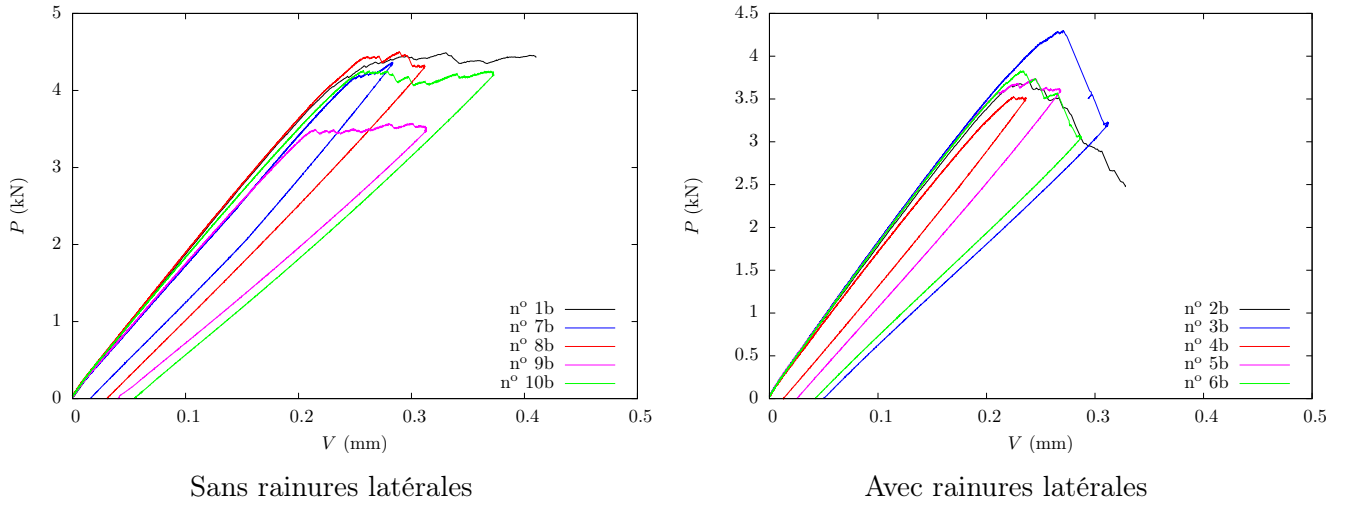 5
4
3
2
1
0
0
0.1
0.2
0.3
0.4
0.5
P (kN)
V (mm)
nº 1b
nº 7b
nº 8b
nº 9b
nº 10b
Sans rainures latérales
4.5
4
3.5
3
2.5
2
1.5
1
0.5
0
0
0.1
0.2
0.3
0.4
0.5
P (kN)
V (mm)
nº 2b
nº 3b
nº 4b
nº 5b
nº 6b
Avec rainures latérales